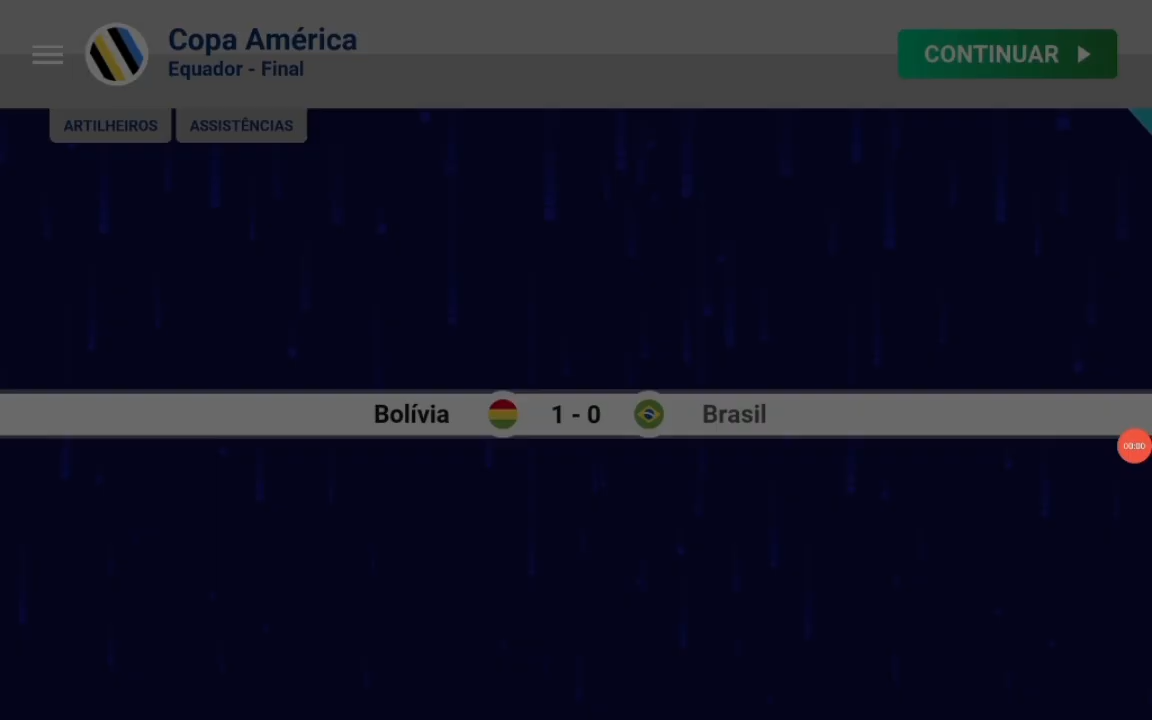 Copa América
Equador - Final
CONTINUAR
ARTILHEIROS
ASSISTÊNCIAS
Bolívia 1 - 0 Brasil
00:00